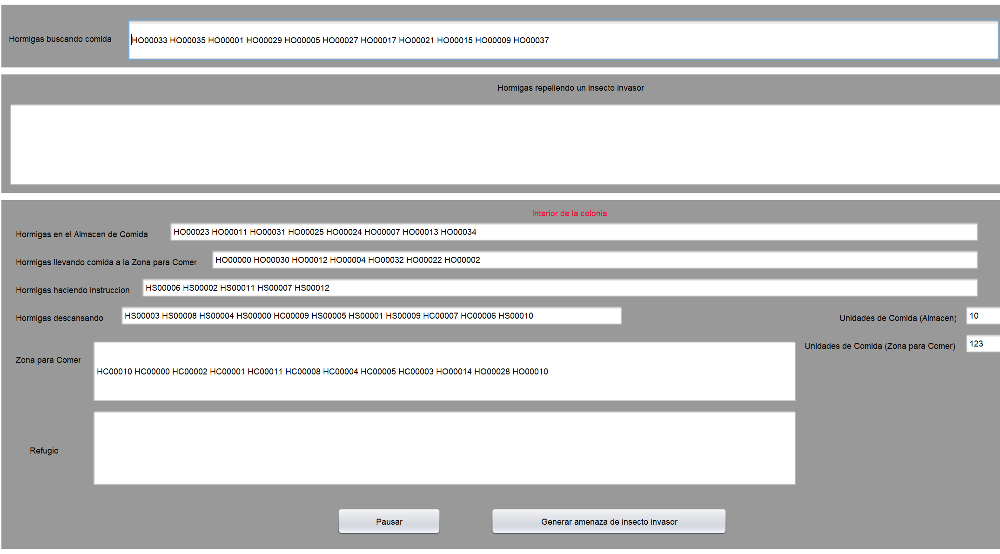 Hormigas buscando comida
HO00033 HO00035 HO00001 HO00029 HO00005 HO00027 HO00017 HO00021 HO00015 HO00009 HO00037
Hormigas repeliendo un insecto invasor
Interior de la colonia
Hormigas en el Almacen de Comida
HO00023 HO00011 HO00031 HO00025 HO00024 HO00007 HO00013 HO00034
Hormigas llevando comida a la Zona para Comer
HO00000 HO00030 HO00012 HO00004 HO00032 HO00022 HO00002
Hormigas haciendo Instruccion
HS00006 HS00002 HS00011 HS00007 HS00012
Hormigas descansando
HS00003 HS00008 HS00004 HS00000 HC00009 HS00005 HS00001 HS00009 HC00007 HC00006 HS00010
Unidades de Comida (Almacen)
10
Unidades de Comida (Zona para Comer)
123
Zona para Comer
HC00010 HC00000 HC00002 HC00001 HC00011 HC00008 HC00004 HC00005 HC00003 HO00014 HO00028 HO00010
Refugio
Pausar
Generar amenaza de insecto invasor